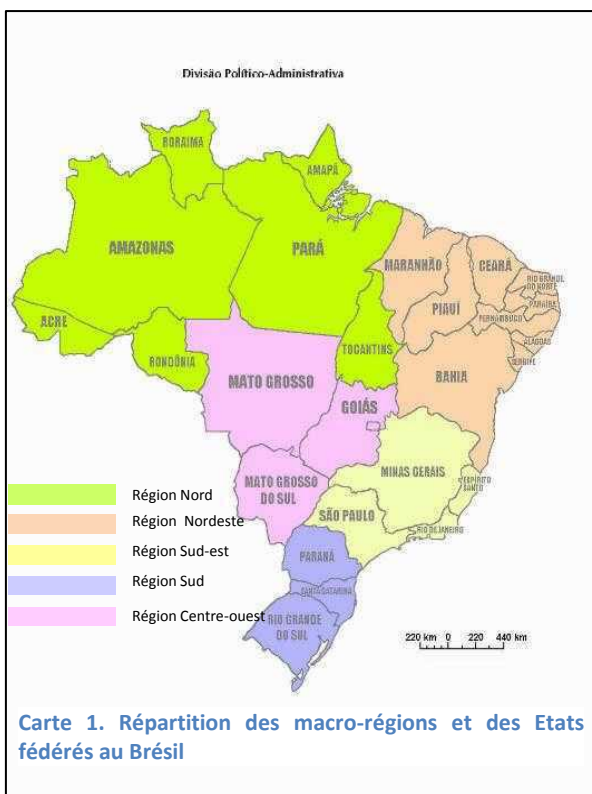 Divisão Político-Administrativa
RORAIMA
AMAPÁ
AMAZONAS
PARÁ
MARANHÃO
CEARÁ
RIO GRANDE
DO NORTE
PARAÍBA
PIAUÍ
PERNAMBUCO
ACRE
ALAGOAS
TOCANTINS
SERGIPE
RONDÔNIA
MATO GROSSO
BAHIA
GOIÁS
MINAS GERAIS
MATO GROSSO
DO SUL
ESPÍRITO
SANTO
Région Nord
SÃO PAULO
Région Nordeste
RIO DE JANEIRO
Région Sud-est
PARANÁ
Région Sud
SANTA CATARINA
Région Centre-ouest
RIO GRANDE
DO SUL
220 km 0 220 440 km
Carte 1. Répartition des macro-régions et des Etats
fédérés au Brésil